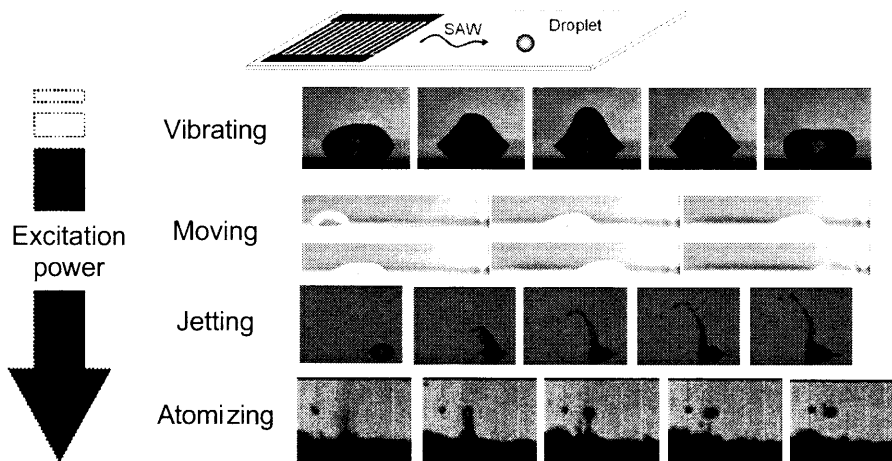 SAW
Droplet
Vibrating
Excitation
power
Moving
Jetting
Atomizing